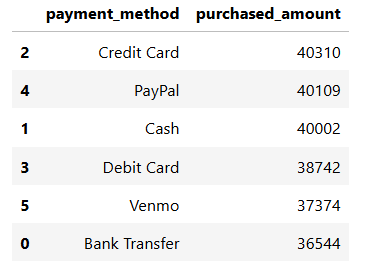 payment_method purchased_amount
2 Credit Card 40310
4 PayPal 40109
1 Cash 40002
3 Debit Card 38742
5 Venmo 37374
0 Bank Transfer 36544